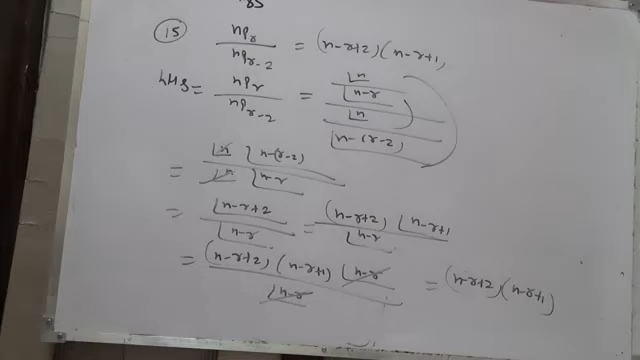 85
(15) nPr / nPr-2 = (n-r+2)(n-r+1)
LHS = nPr / nPr-2 = (⌊n / ⌊n-r) / (⌊n / ⌊n-(r-2))
= ⌊n ⌊n-(r-2) / ⌊n ⌊n-r
= ⌊n-r+2 / ⌊n-r = (n-r+2) ⌊n-r+1 / ⌊n-r
= (n-r+2)(n-r+1) ⌊n-r / ⌊n-r = (n-r+2)(n-r+1)